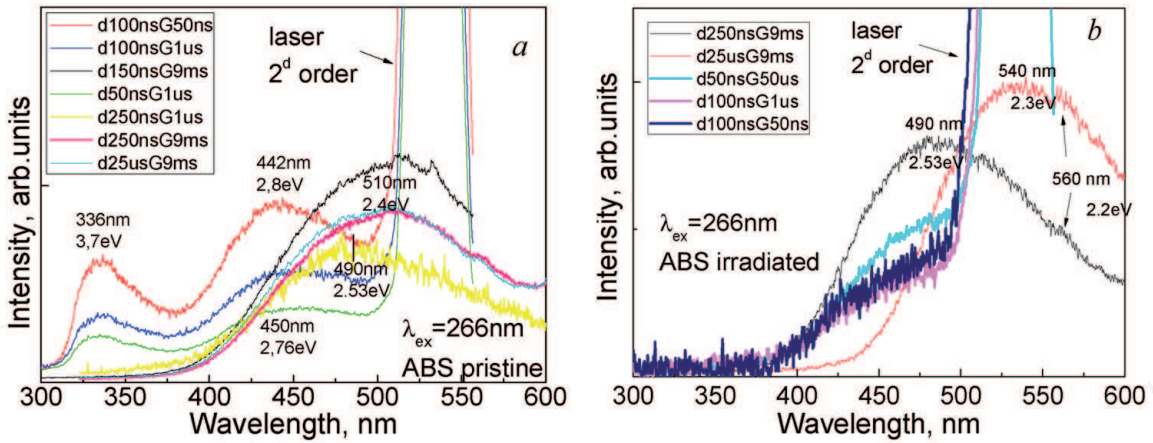 d100nsG50ns
d100nsG1us
d150nsG9ms
d50nsG1us
d250nsG1us
d250nsG9ms
d25usG9ms
laser
2d order
a
442nm
2,8eV
336nm
3,7eV
510nm
2,4eV
490nm
2.53eV
450nm
2,76eV
λex=266nm
ABS pristine
Intensity, arb.units
300 350 400 450 500 550 600
Wavelength, nm
d250nsG9ms
d25usG9ms
d50nsG50us
d100nsG1us
d100nsG50ns
laser
2d order
b
540 nm
2.3eV
490 nm
2.53eV
560 nm
2.2eV
λex=266nm
ABS irradiated
Intensity, arb.units
300 350 400 450 500 550 600
Wavelength, nm